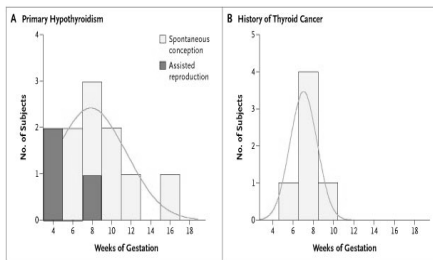 A Primary Hypothyroidism
Spontaneous
conception
Assisted
reproduction
No. of Subjects
4
3
2
1
0
4 6 8 10 12 14 16 18
Weeks of Gestation
B History of Thyroid Cancer
No. of Subjects
5
4
3
2
1
0
4 6 8 10 12 14 16 18
Weeks of Gestation